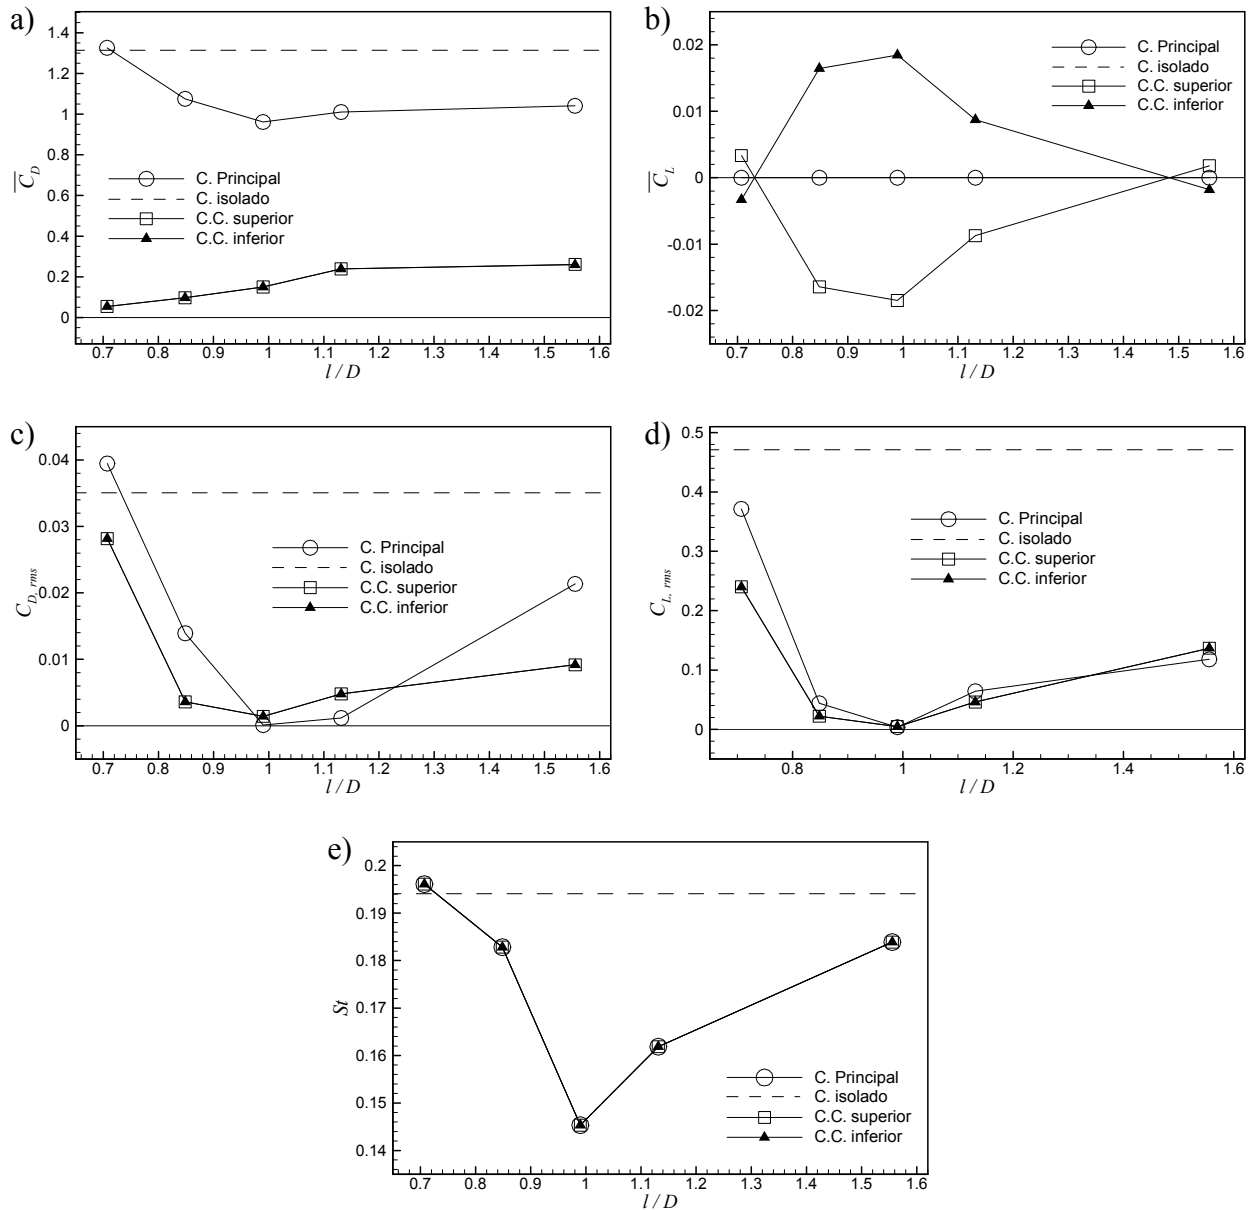 a)
1.4
1.2
1
0.8
0.6
0.4
0.2
0
C_D
C. Principal
C. isolado
C.C. superior
C.C. inferior
0.7 0.8 0.9 1 1.1 1.2 1.3 1.4 1.5 1.6
l / D
b)
0.02
0.01
0
-0.01
-0.02
C_L
C. Principal
C. isolado
C.C. superior
C.C. inferior
0.7 0.8 0.9 1 1.1 1.2 1.3 1.4 1.5 1.6
l / D
c)
0.04
0.03
0.02
0.01
0
C_D, rms
C. Principal
C. isolado
C.C. superior
C.C. inferior
0.7 0.8 0.9 1 1.1 1.2 1.3 1.4 1.5 1.6
l / D
d)
0.5
0.4
0.3
0.2
0.1
0
C_L, rms
C. Principal
C. isolado
C.C. superior
C.C. inferior
0.8 1 1.2 1.4 1.6
l / D
e)
0.2
0.19
0.18
0.17
0.16
0.15
0.14
St
C. Principal
C. isolado
C.C. superior
C.C. inferior
0.7 0.8 0.9 1 1.1 1.2 1.3 1.4 1.5 1.6
l / D